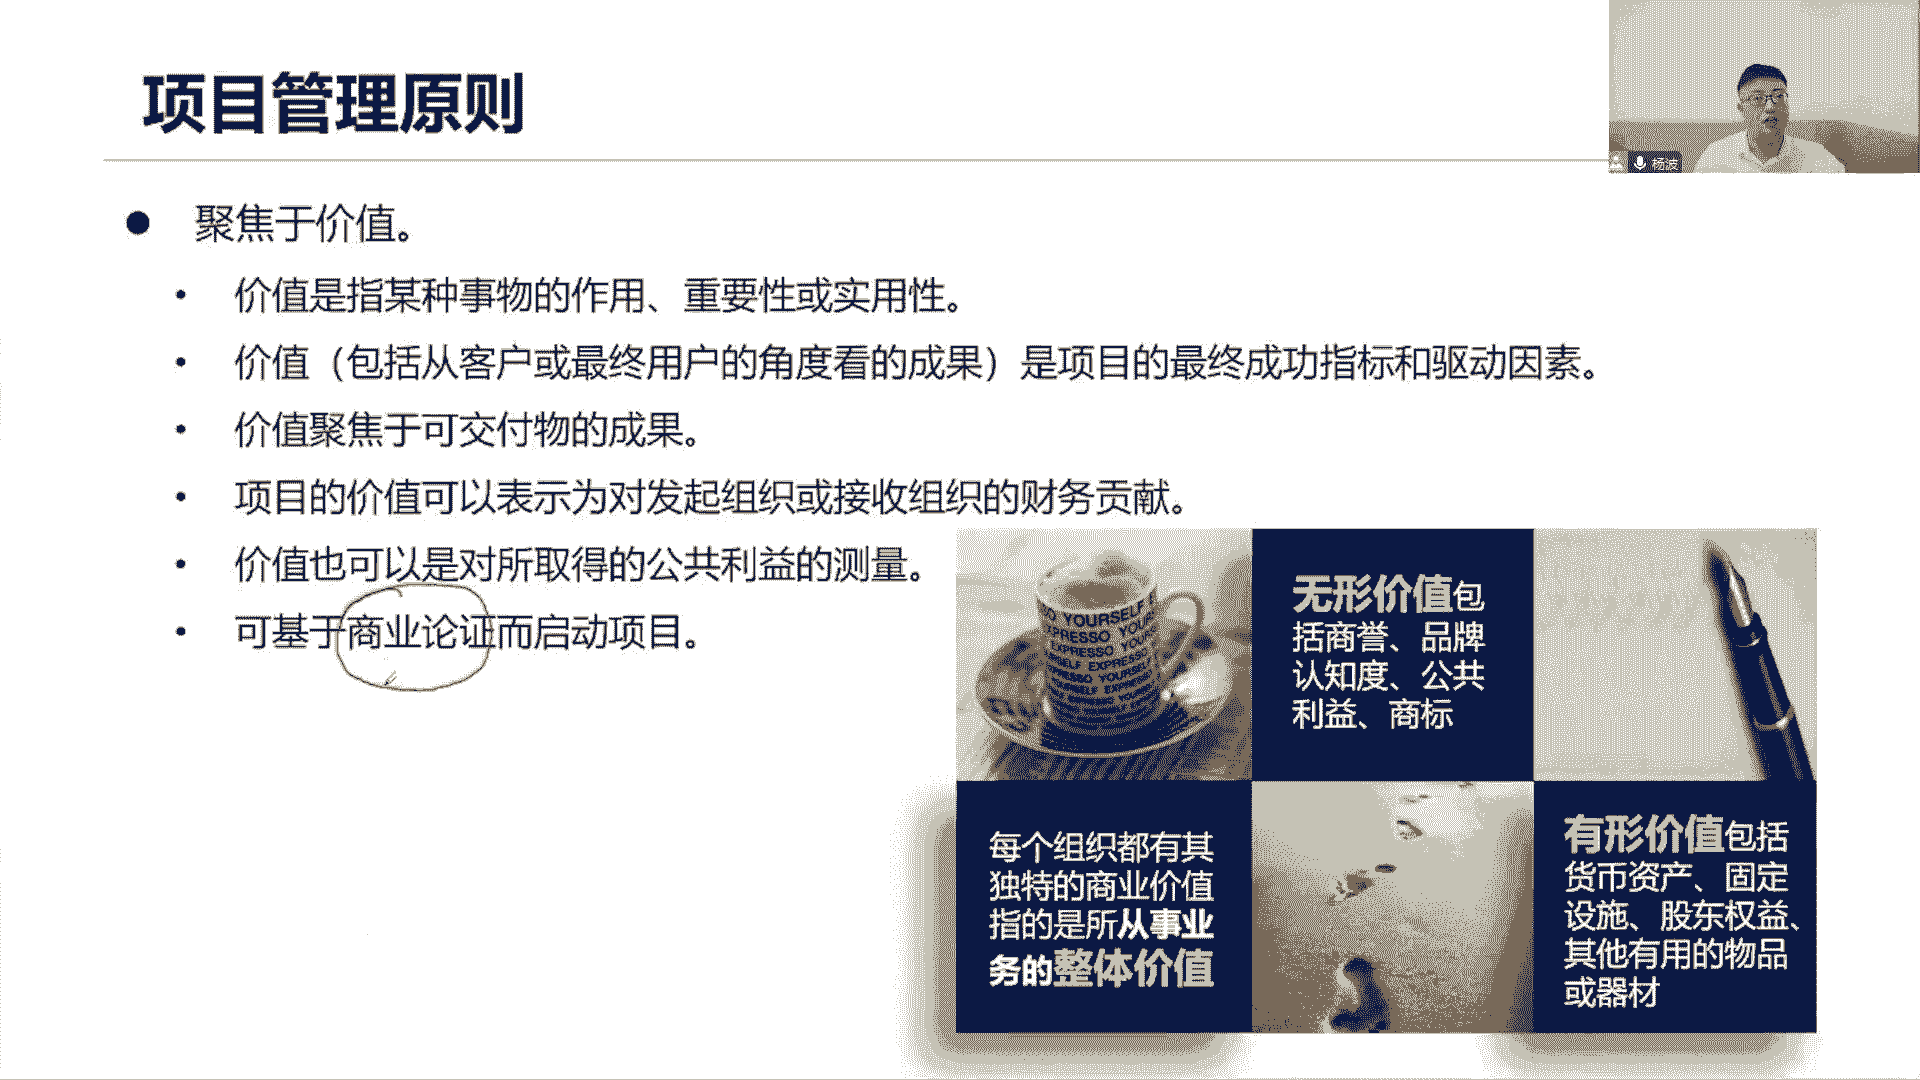 项目管理原则
杨波
聚焦于价值。
价值是指某种事物的作用、重要性或实用性。
价值（包括从客户或最终用户的角度看的成果）是项目的最终成功指标和驱动因素。
价值聚焦于可交付物的成果。
项目的价值可以表示为对发起组织或接收组织的财务贡献。
价值也可以是对所取得的公共利益的测量。
可基于商业论证而启动项目。
YOURSELF
EXPRESSO YOUR
EXPRESSO
EXPRESSO YOURSELF
无形价值包
括商誉、品牌
认知度、公共
利益、商标
每个组织都有其
独特的商业价值
指的是所从事业
务的整体价值
有形价值包括
货币资产、固定
设施、股东权益、
其他有用的物品
或器材